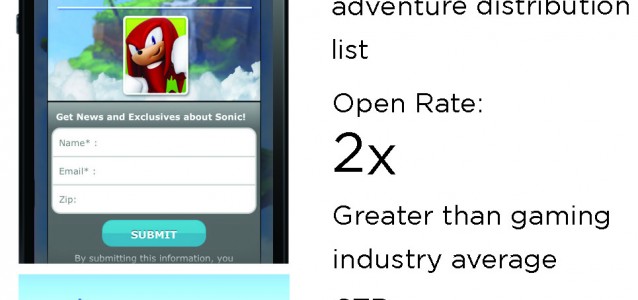 Get News and Exclusives about Sonic!
Name* :
Email* :
Zip:
SUBMIT
By submitting this information, you
adventure distribution
list
Open Rate:
2x
Greater than gaming
industry average